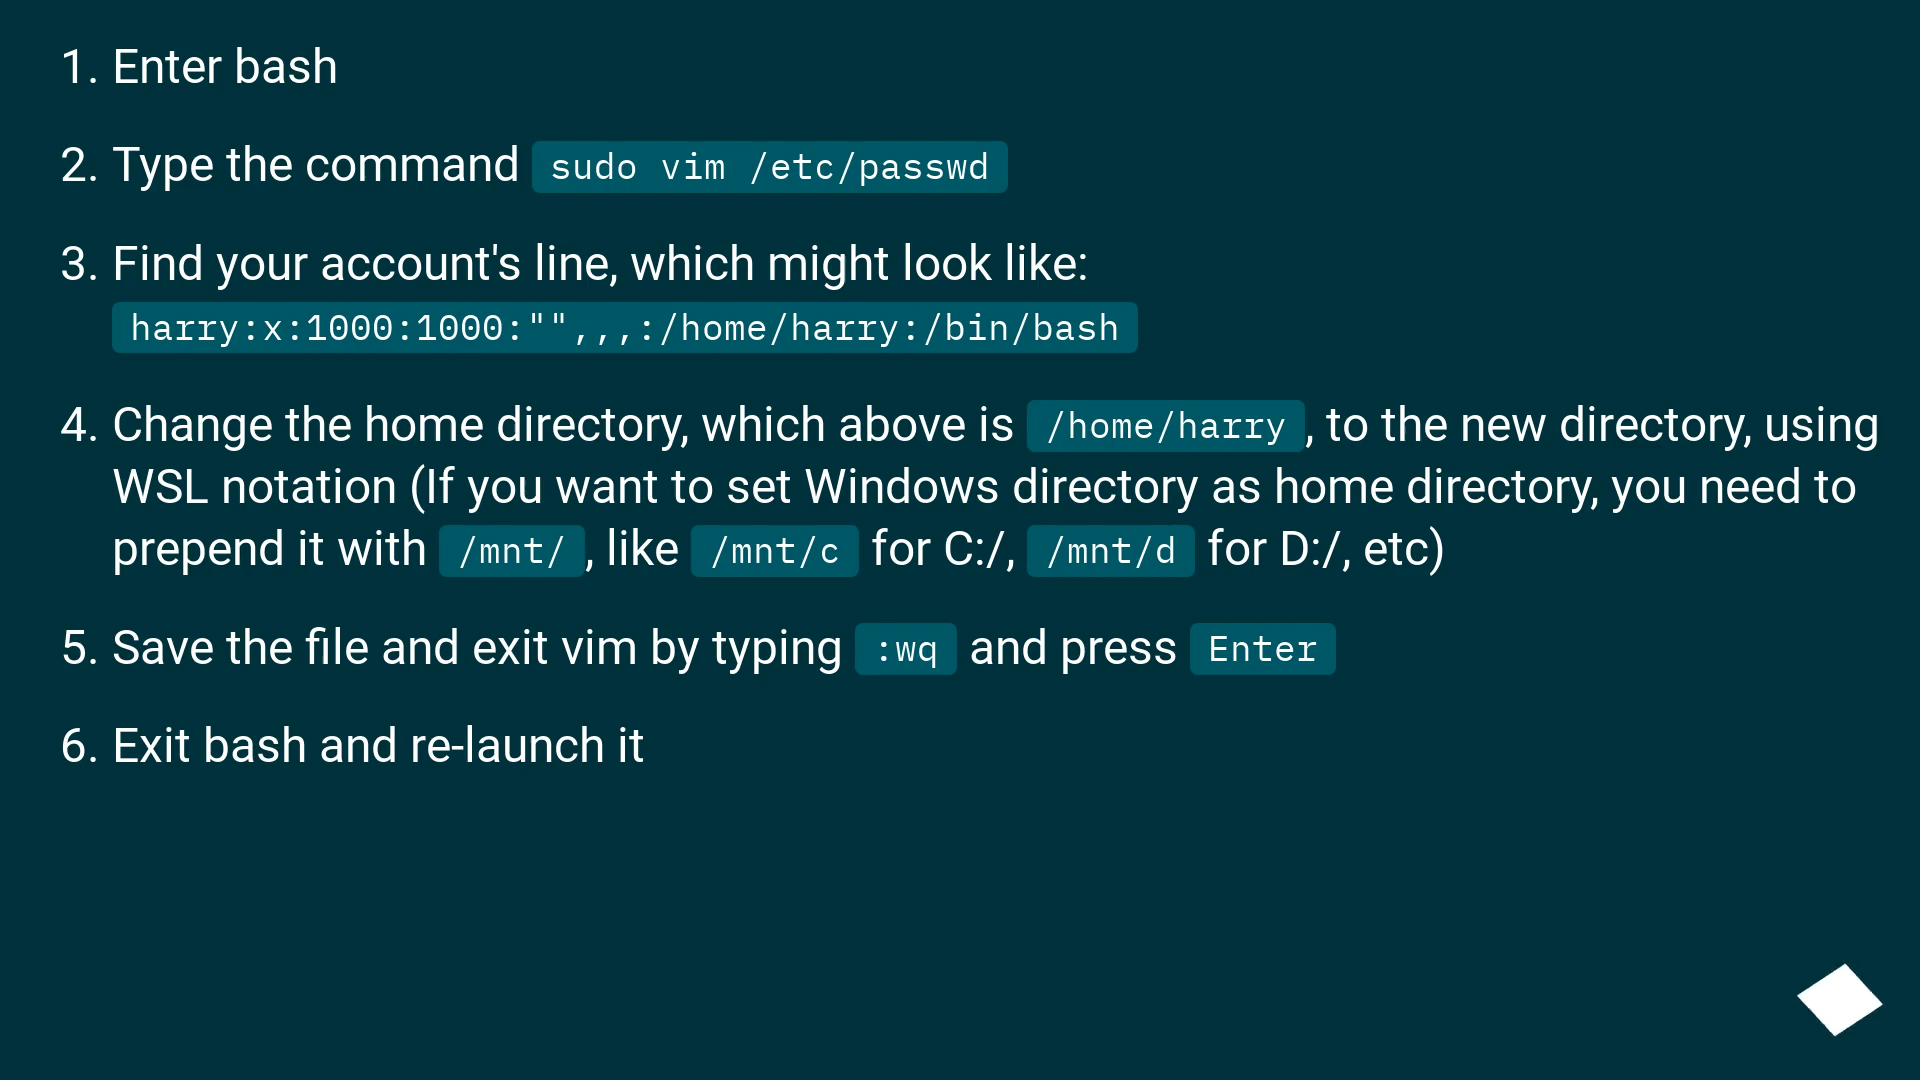 1. Enter bash
2. Type the command sudo vim /etc/passwd
3. Find your account's line, which might look like:
harry:x:1000:1000:"",,,:/home/harry:/bin/bash
4. Change the home directory, which above is /home/harry, to the new directory, using
WSL notation (If you want to set Windows directory as home directory, you need to
prepend it with /mnt/, like /mnt/c for C:/, /mnt/d for D:/, etc)
5. Save the file and exit vim by typing :wq and press Enter
6. Exit bash and re-launch it